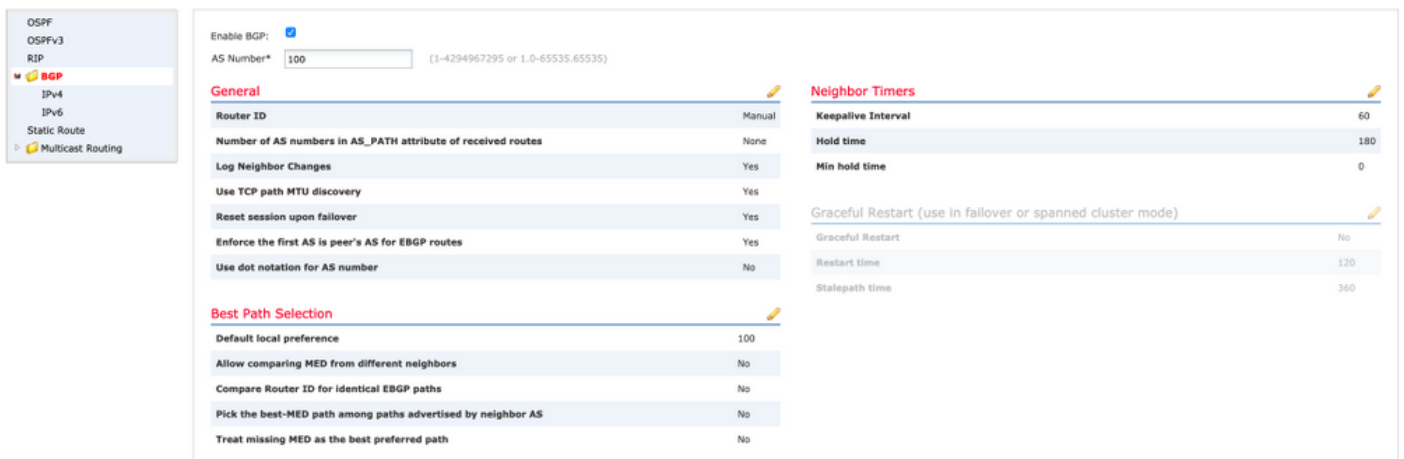 OSPF
OSPFv3
RIP
BGP
IPv4
IPv6
Static Route
Multicast Routing
Enable BGP:
AS Number* 100 (1-4294967295 or 1.0-65535.65535)
General
Router ID Manual
Number of AS numbers in AS_PATH attribute of received routes None
Log Neighbor Changes Yes
Use TCP path MTU discovery Yes
Reset session upon failover Yes
Enforce the first AS is peer's AS for EBGP routes Yes
Use dot notation for AS number No
Best Path Selection
Default local preference 100
Allow comparing MED from different neighbors No
Compare Router ID for identical EBGP paths No
Pick the best-MED path among paths advertised by neighbor AS No
Treat missing MED as the best preferred path No
Neighbor Timers
Keepalive Interval 60
Hold time 180
Min hold time 0
Graceful Restart (use in failover or spanned cluster mode)
Graceful Restart No
Restart time 120
Stalepath time 360